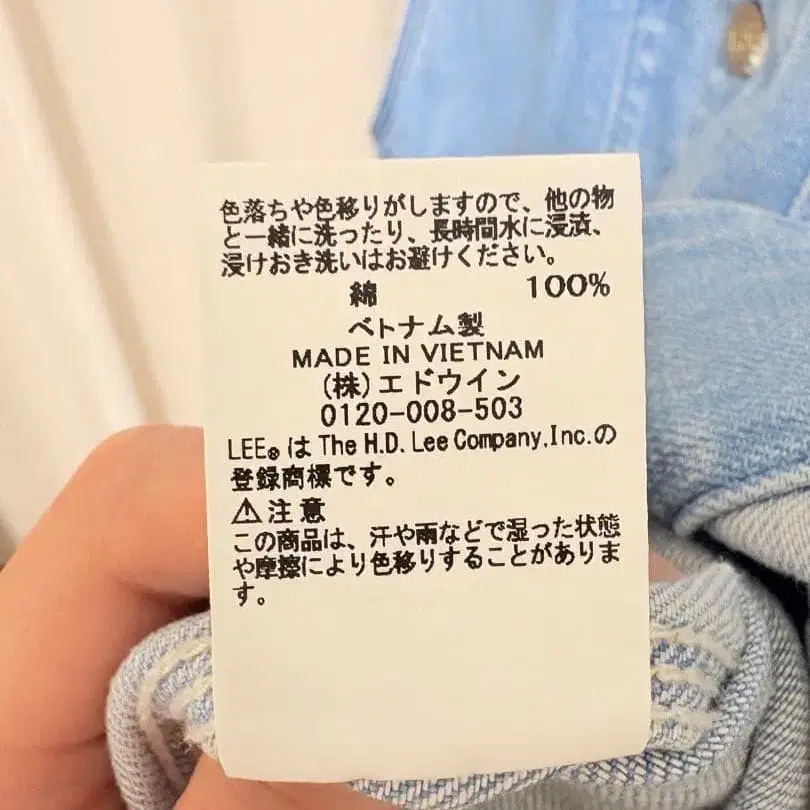 色落ちや色移りがしますので、他の物
と一緒に洗ったり、長時間水に浸漬、
浸けおき洗いはお避けください。
綿 100%
ベトナム製
MADE IN VIETNAM
(株)エドウイン
0120-008-503
LEE® は The H.D. Lee Company,Inc.の
登録商標です。
⚠注意
この商品は、汗や雨などで湿った状態
や摩擦により色移りすることがありま
す。